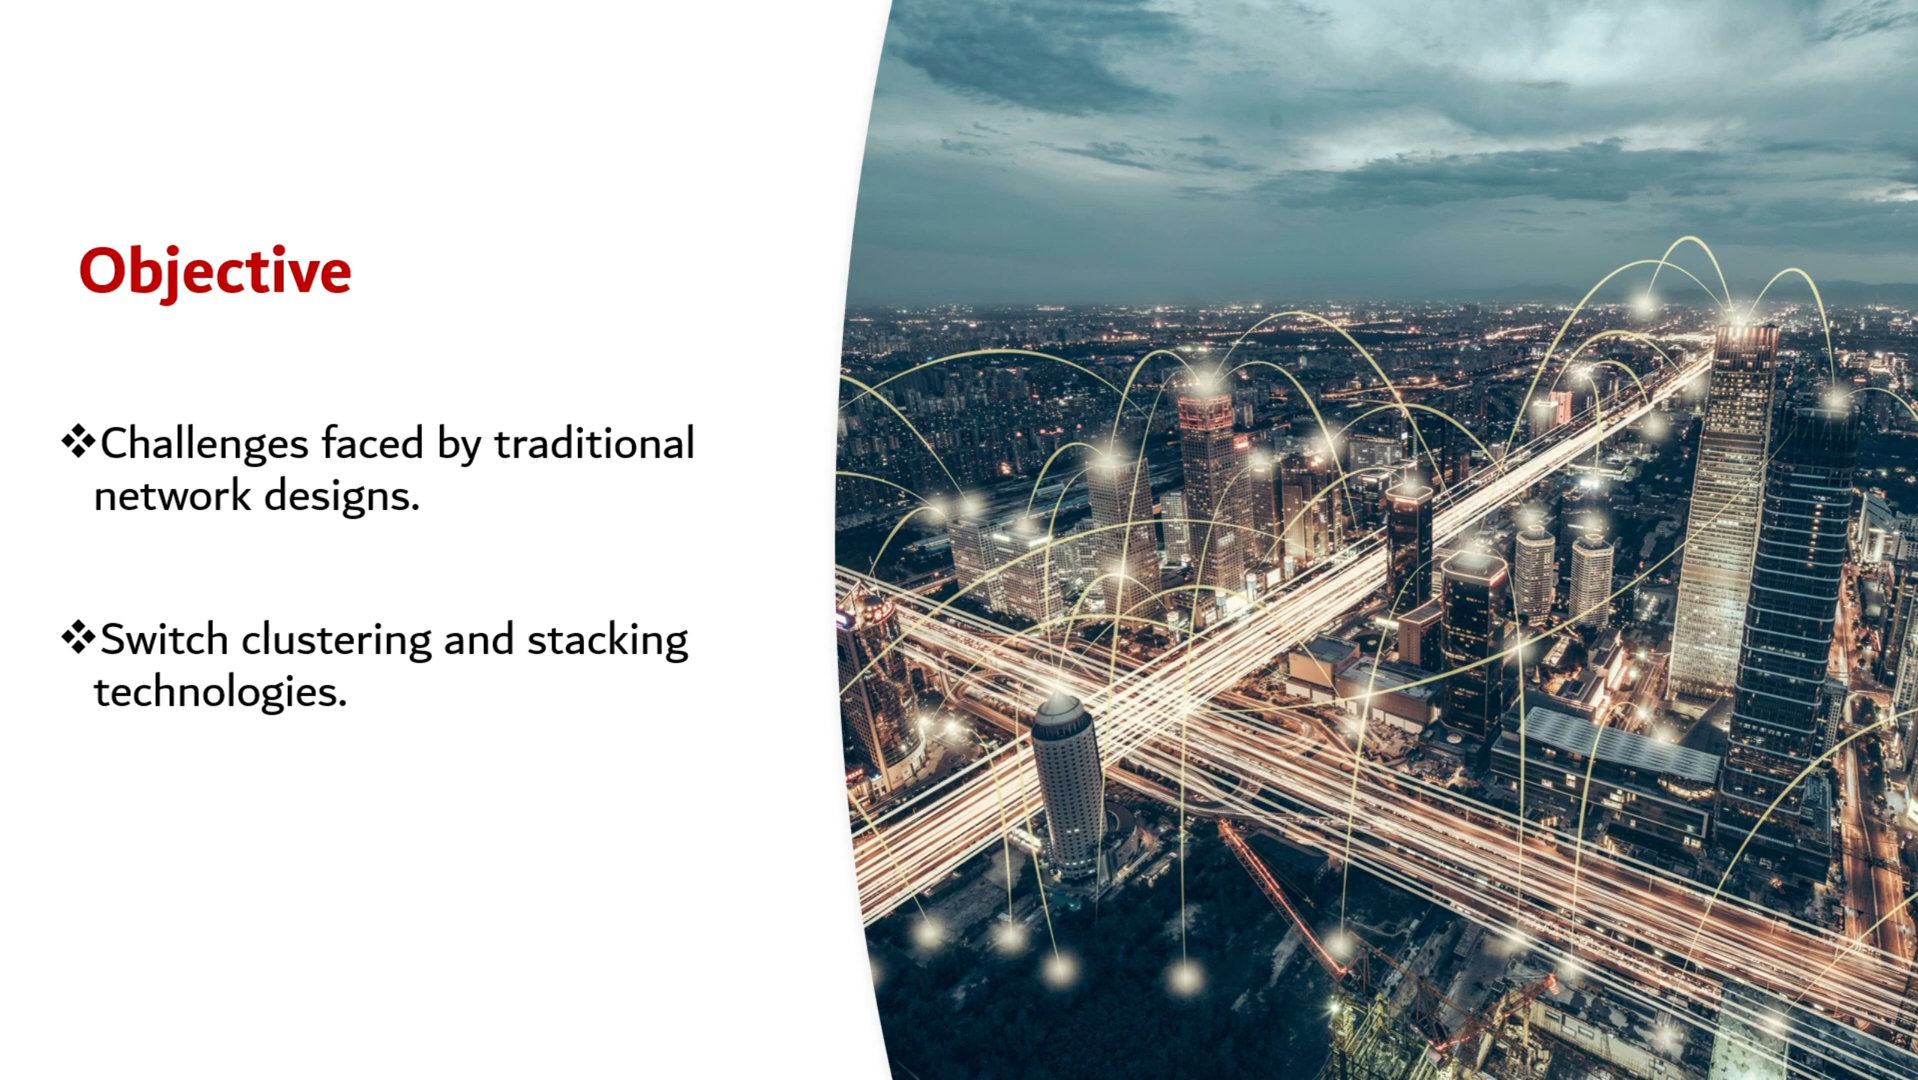 Objective
❖Challenges faced by traditional
network designs.
❖Switch clustering and stacking
technologies.